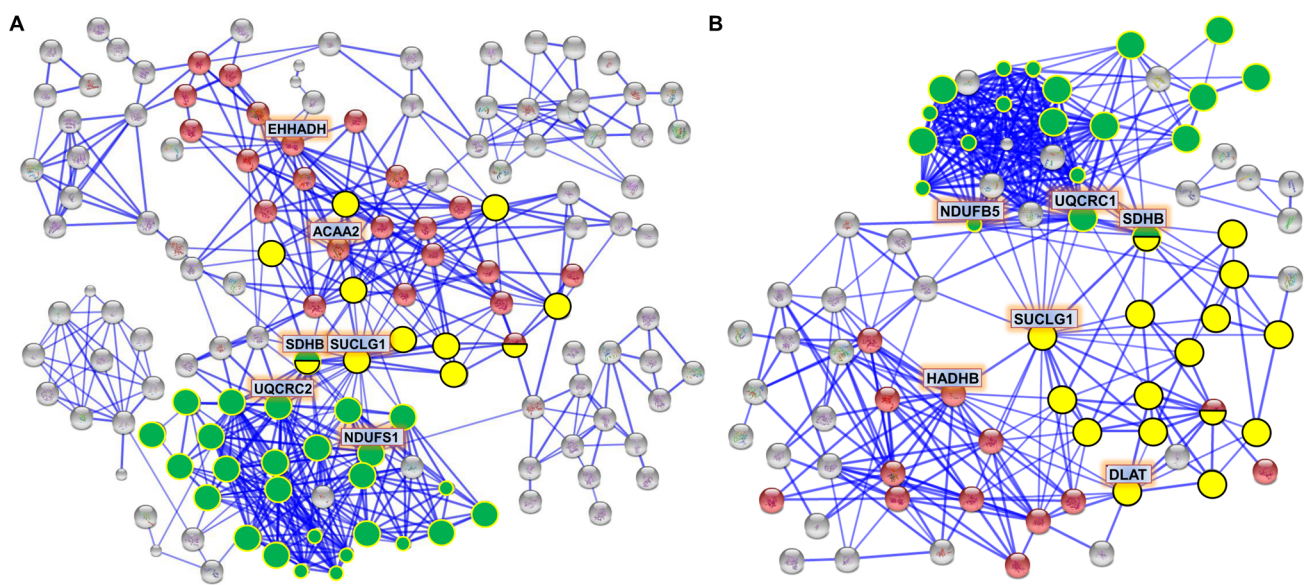 A
B
EHHADH
ACAA2
SDHB
SUCLG1
UQCRC2
NDUFS1
NDUFB5
UQCRC1
SDHB
SUCLG1
HADHB
DLAT